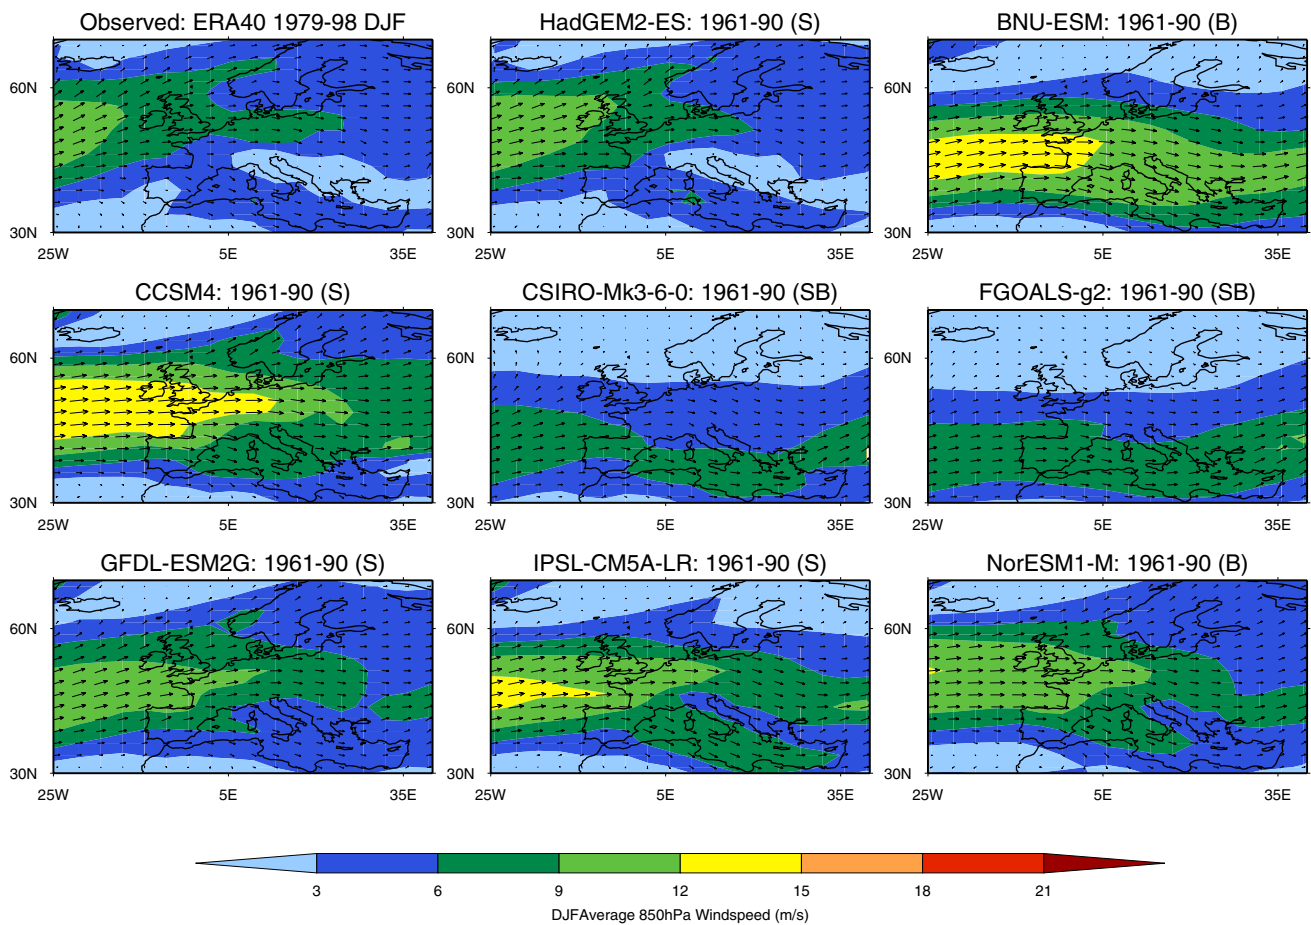 Observed: ERA40 1979-98 DJF
HadGEM2-ES: 1961-90 (S)
BNU-ESM: 1961-90 (B)
60N
60N
60N
30N
30N
30N
25W 5E 35E
25W 5E 35E
25W 5E 35E
CCSM4: 1961-90 (S)
CSIRO-Mk3-6-0: 1961-90 (SB)
FGOALS-g2: 1961-90 (SB)
60N
60N
60N
30N
30N
30N
25W 5E 35E
25W 5E 35E
25W 5E 35E
GFDL-ESM2G: 1961-90 (S)
IPSL-CM5A-LR: 1961-90 (S)
NorESM1-M: 1961-90 (B)
60N
60N
60N
30N
30N
30N
25W 5E 35E
25W 5E 35E
25W 5E 35E
3 6 9 12 15 18 21
DJFAverage 850hPa Windspeed (m/s)